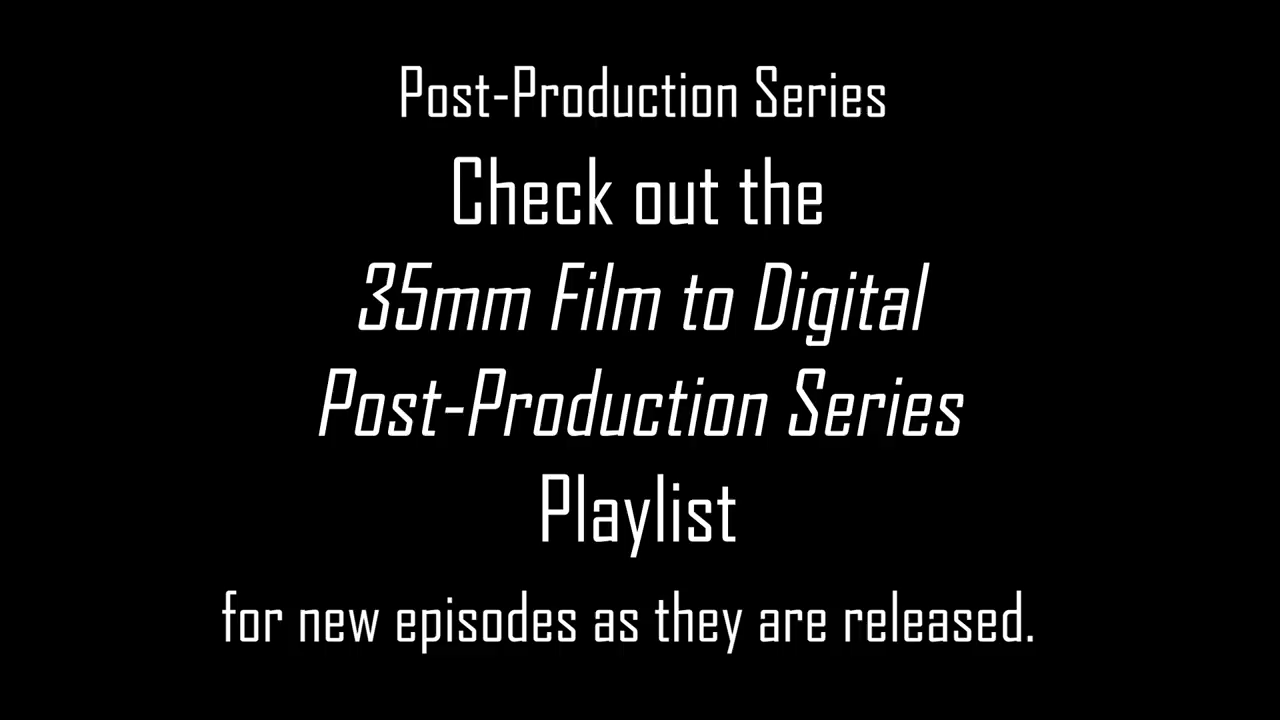 Post-Production Series
Check out the
35mm Film to Digital
Post-Production Series
Playlist
for new episodes as they are released.